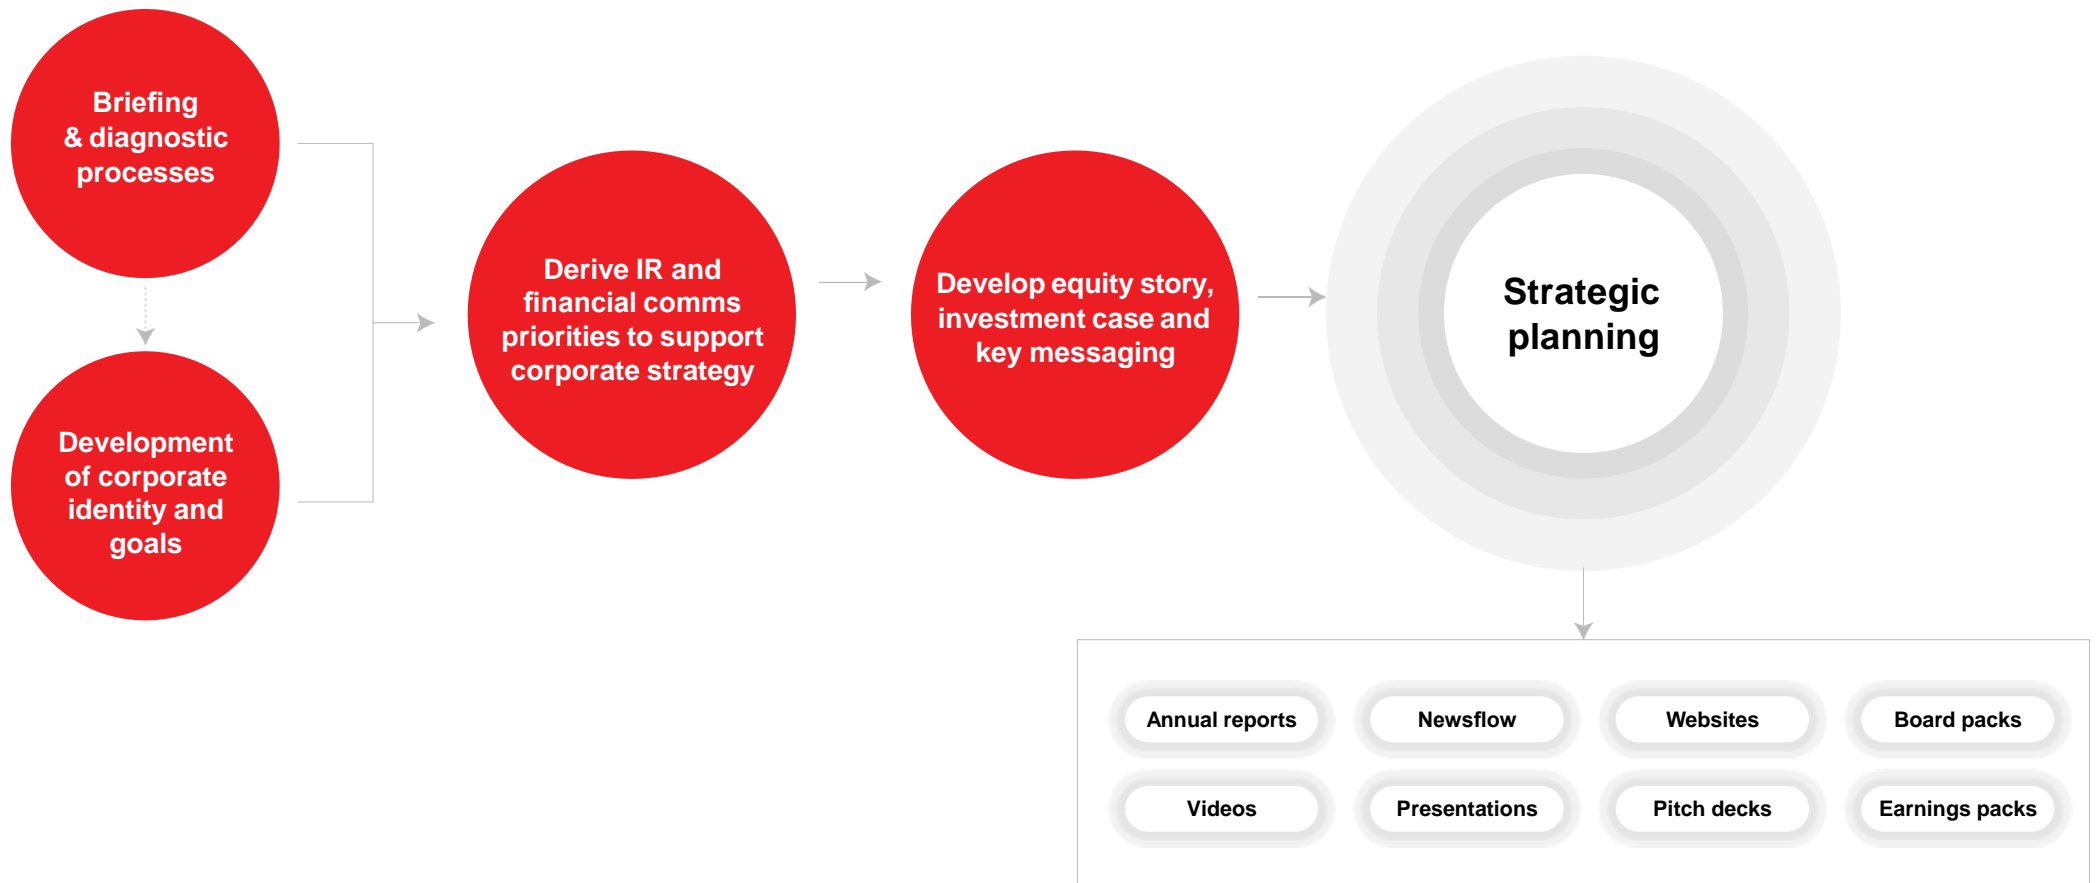 Briefing
& diagnostic
processes
Development
of corporate
identity and
goals
Derive IR and
financial comms
priorities to support
corporate strategy
Develop equity story,
investment case and
key messaging
Strategic
planning
Annual reports
Newsflow
Websites
Board packs
Videos
Presentations
Pitch decks
Earnings packs